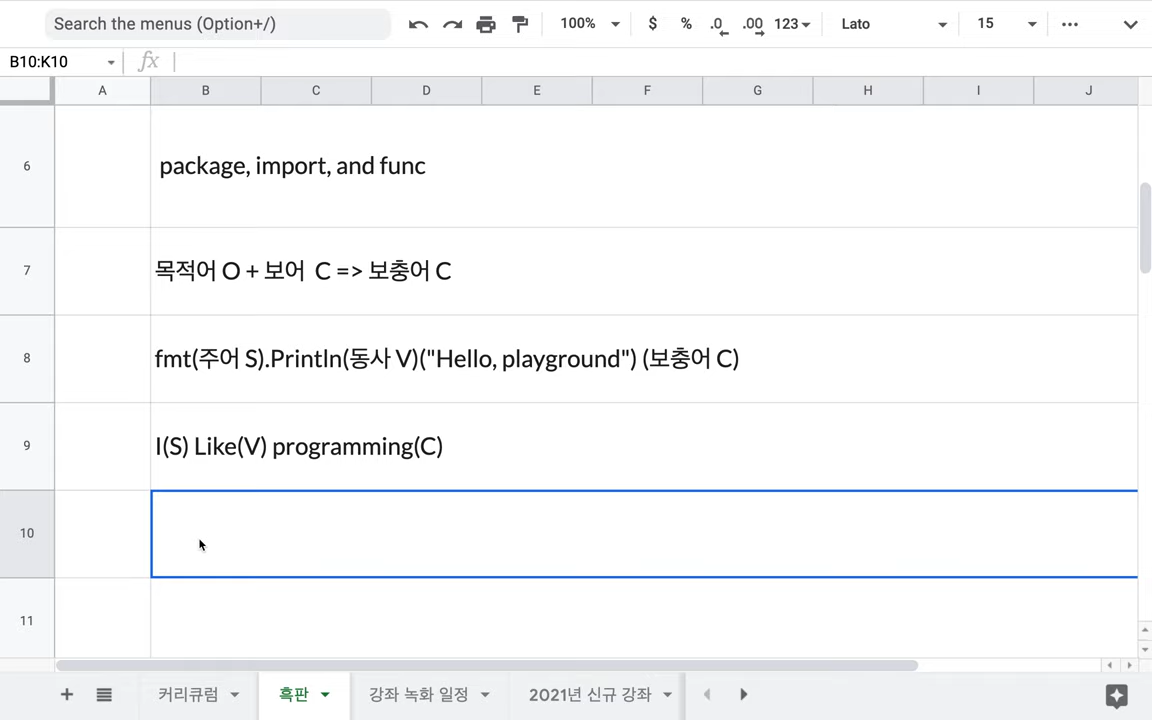 Search the menus (Option+/)
100%
$ % .0 .00 123
Lato
15
B10:K10
fx
A B C D E F G H I J
6
package, import, and func
7
목적어 O + 보어 C => 보충어 C
8
fmt(주어 S).Println(동사 V)("Hello, playground") (보충어 C)
9
I(S) Like(V) programming(C)
10
11
커리큐럼
흑판
강좌 녹화 일정
2021년 신규 강좌